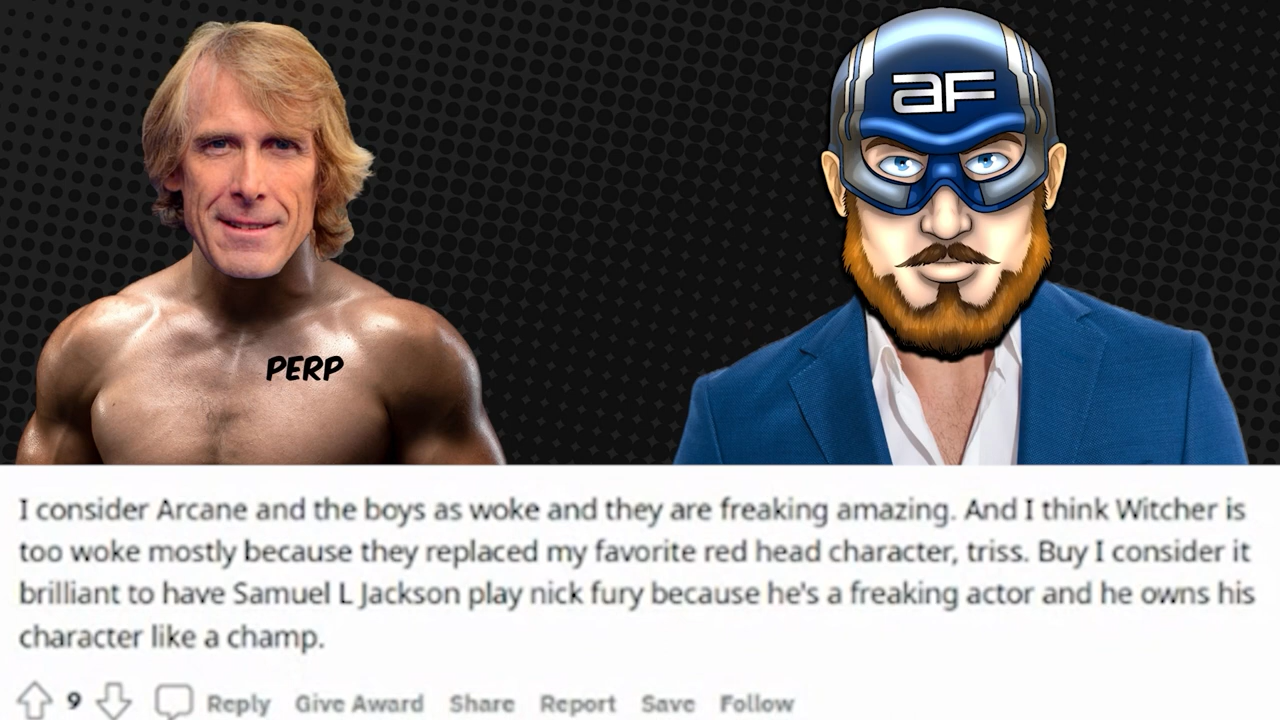 aF
PERP
I consider Arcane and the boys as woke and they are freaking amazing. And I think Witcher is
too woke mostly because they replaced my favorite red head character, triss. Buy I consider it
brilliant to have Samuel L Jackson play nick fury because he's a freaking actor and he owns his
character like a champ.
9 Reply Give Award Share Report Save Follow